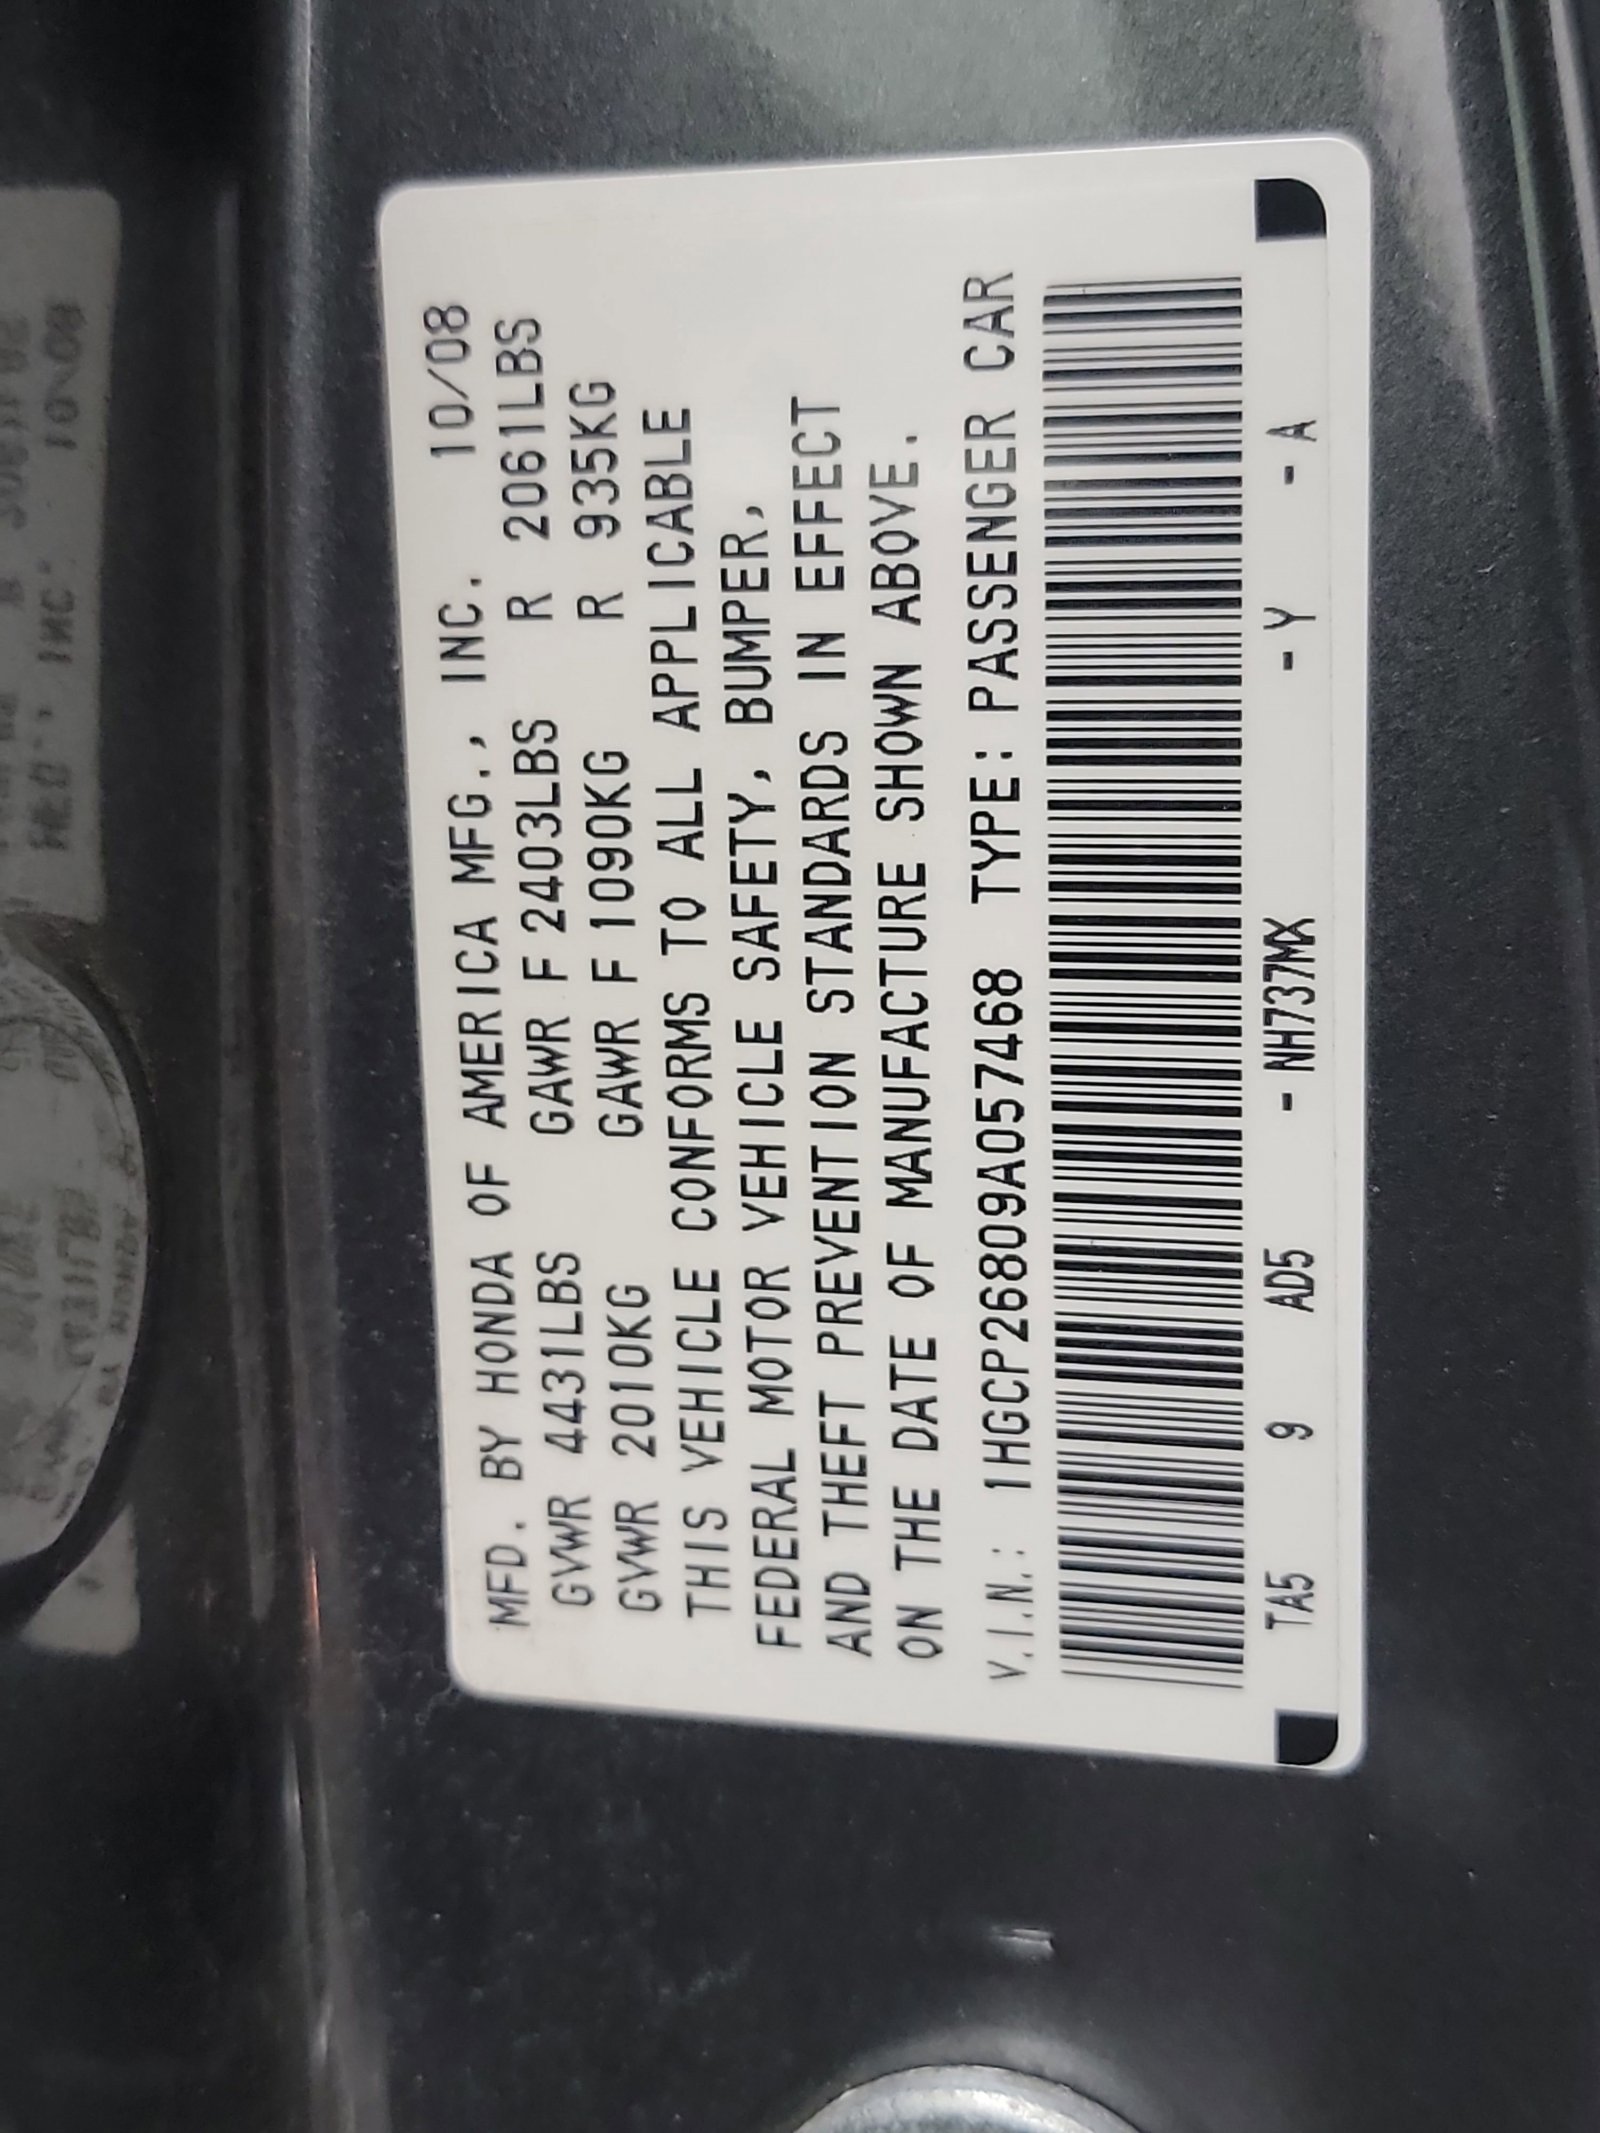 MFD. BY HONDA OF AMERICA MFG., INC. 10/08
GVWR 4431LBS GAWR F 2403LBS R 2061LBS
GVWR 2010KG GAWR F 1090KG R 935KG
THIS VEHICLE CONFORMS TO ALL APPLICABLE
FEDERAL MOTOR VEHICLE SAFETY, BUMPER,
AND THEFT PREVENTION STANDARDS IN EFFECT
ON THE DATE OF MANUFACTURE SHOWN ABOVE.
V.I.N.: 1HGCP26809A057468 TYPE: PASSENGER CAR
TA5 9 AD5 - NH737MX - Y - A